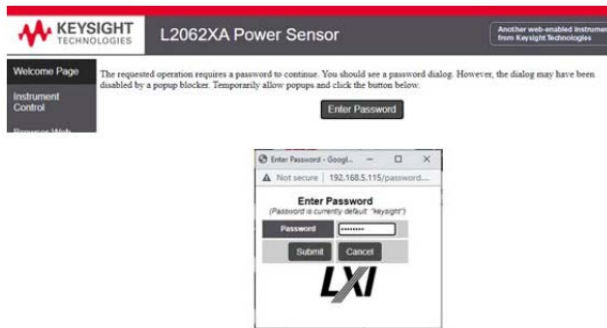 KEYSIGHT
TECHNOLOGIES
L2062XA Power Sensor
Another web-enabled Instrument
from Keysight Technologies
Welcome Page
The requested operation requires a password to continue. You should see a password dialog. However, the dialog may have been
disabled by a popup blocker. Temporarily allow popups and click the button below:
Instrument
Control
Enter Password
Browser Web
Enter Password - Googl...
Not secure | 192.168.5.115/password....
Enter Password
(Password is currently default: "keysight")
Password ••••••••
Submit Cancel
LXI